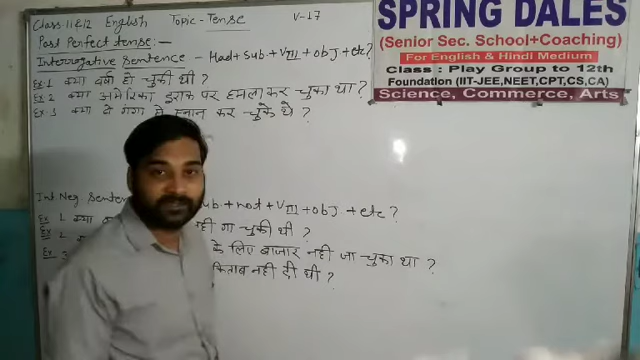 Class-11&12 English Topic-Tense V-17
Past Perfect tense:-
Interrogative Sentence - Had+Sub.+VIII+obj+etc?
Ex-1 क्या वर्षा हो चुकी थी ?
Ex-2 क्या अमेरिका इराक पर हमला कर चुका था ?
Ex-3 क्या वे गंगा में स्नान कर चुके थे ?
Int Neg. Senten ub.+not+VIII+obj+etc?
Ex 1. क्या नही गा चुकी थी ?
Ex 2 के लिए बाजार नही जा चुका था ?
Ex किताब नही दी थी ?
SPRING DALES
(Senior Sec. School+Coaching)
For English & Hindi Medium
Class : Play Group to 12th
Foundation (IIT-JEE,NEET,CPT,CS,CA)
Science, Commerce, Arts